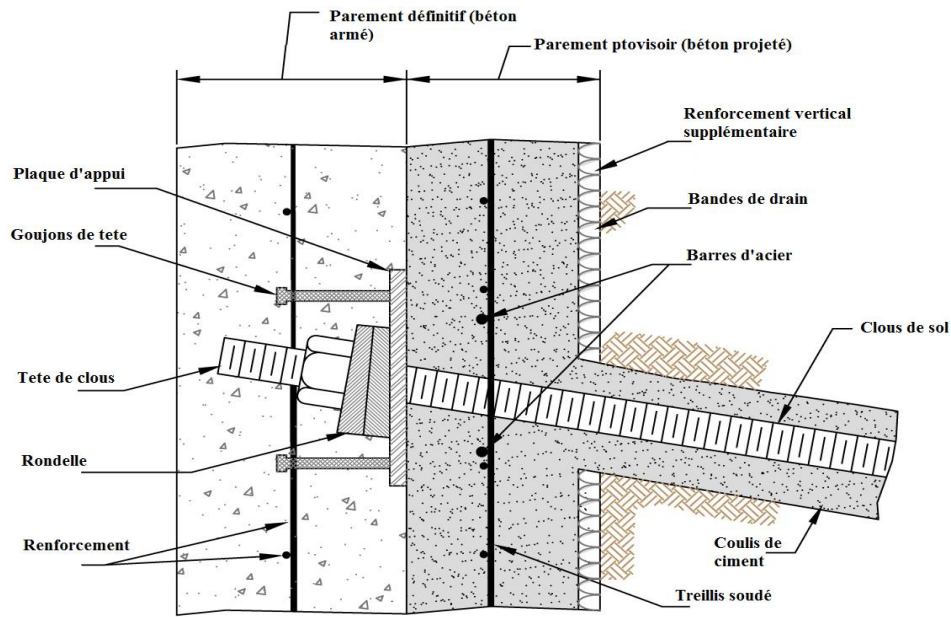 Parement définitif (béton
armé)
Parement ptovisoir (béton projeté)
Renforcement vertical
supplémentaire
Plaque d'appui
Bandes de drain
Goujons de tete
Barres d'acier
Clous de sol
Tete de clous
Rondelle
Renforcement
Coulis de
ciment
Treillis soudé